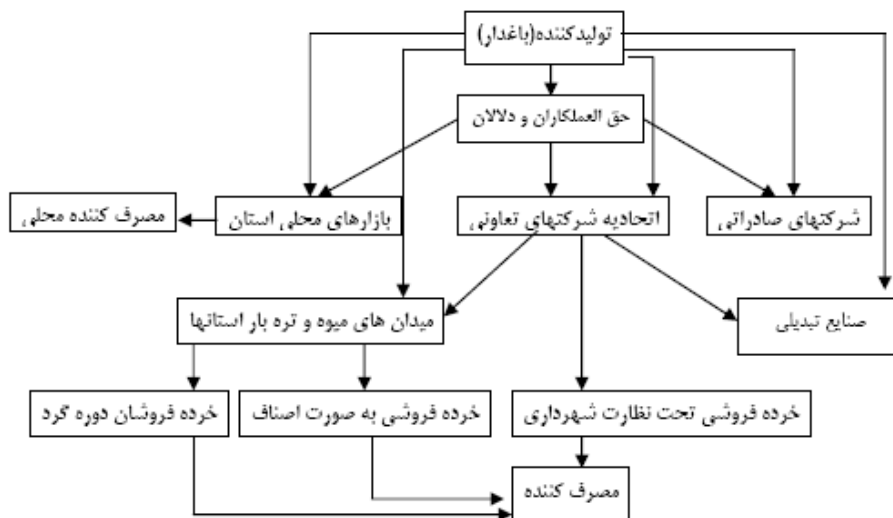 تولیدکننده(باغدار)
حق العملکاران و دلالان
شرکتهای صادراتی
اتحادیه شرکتهای تعاونی
بازارهای محلی استان
مصرف کننده محلی
صنایع تبدیلی
میدان های میوه و تره بار استانها
خرده فروشی تحت نظارت شهرداری
خرده فروشی به صورت اصناف
خرده فروشان دوره گرد
مصرف کننده